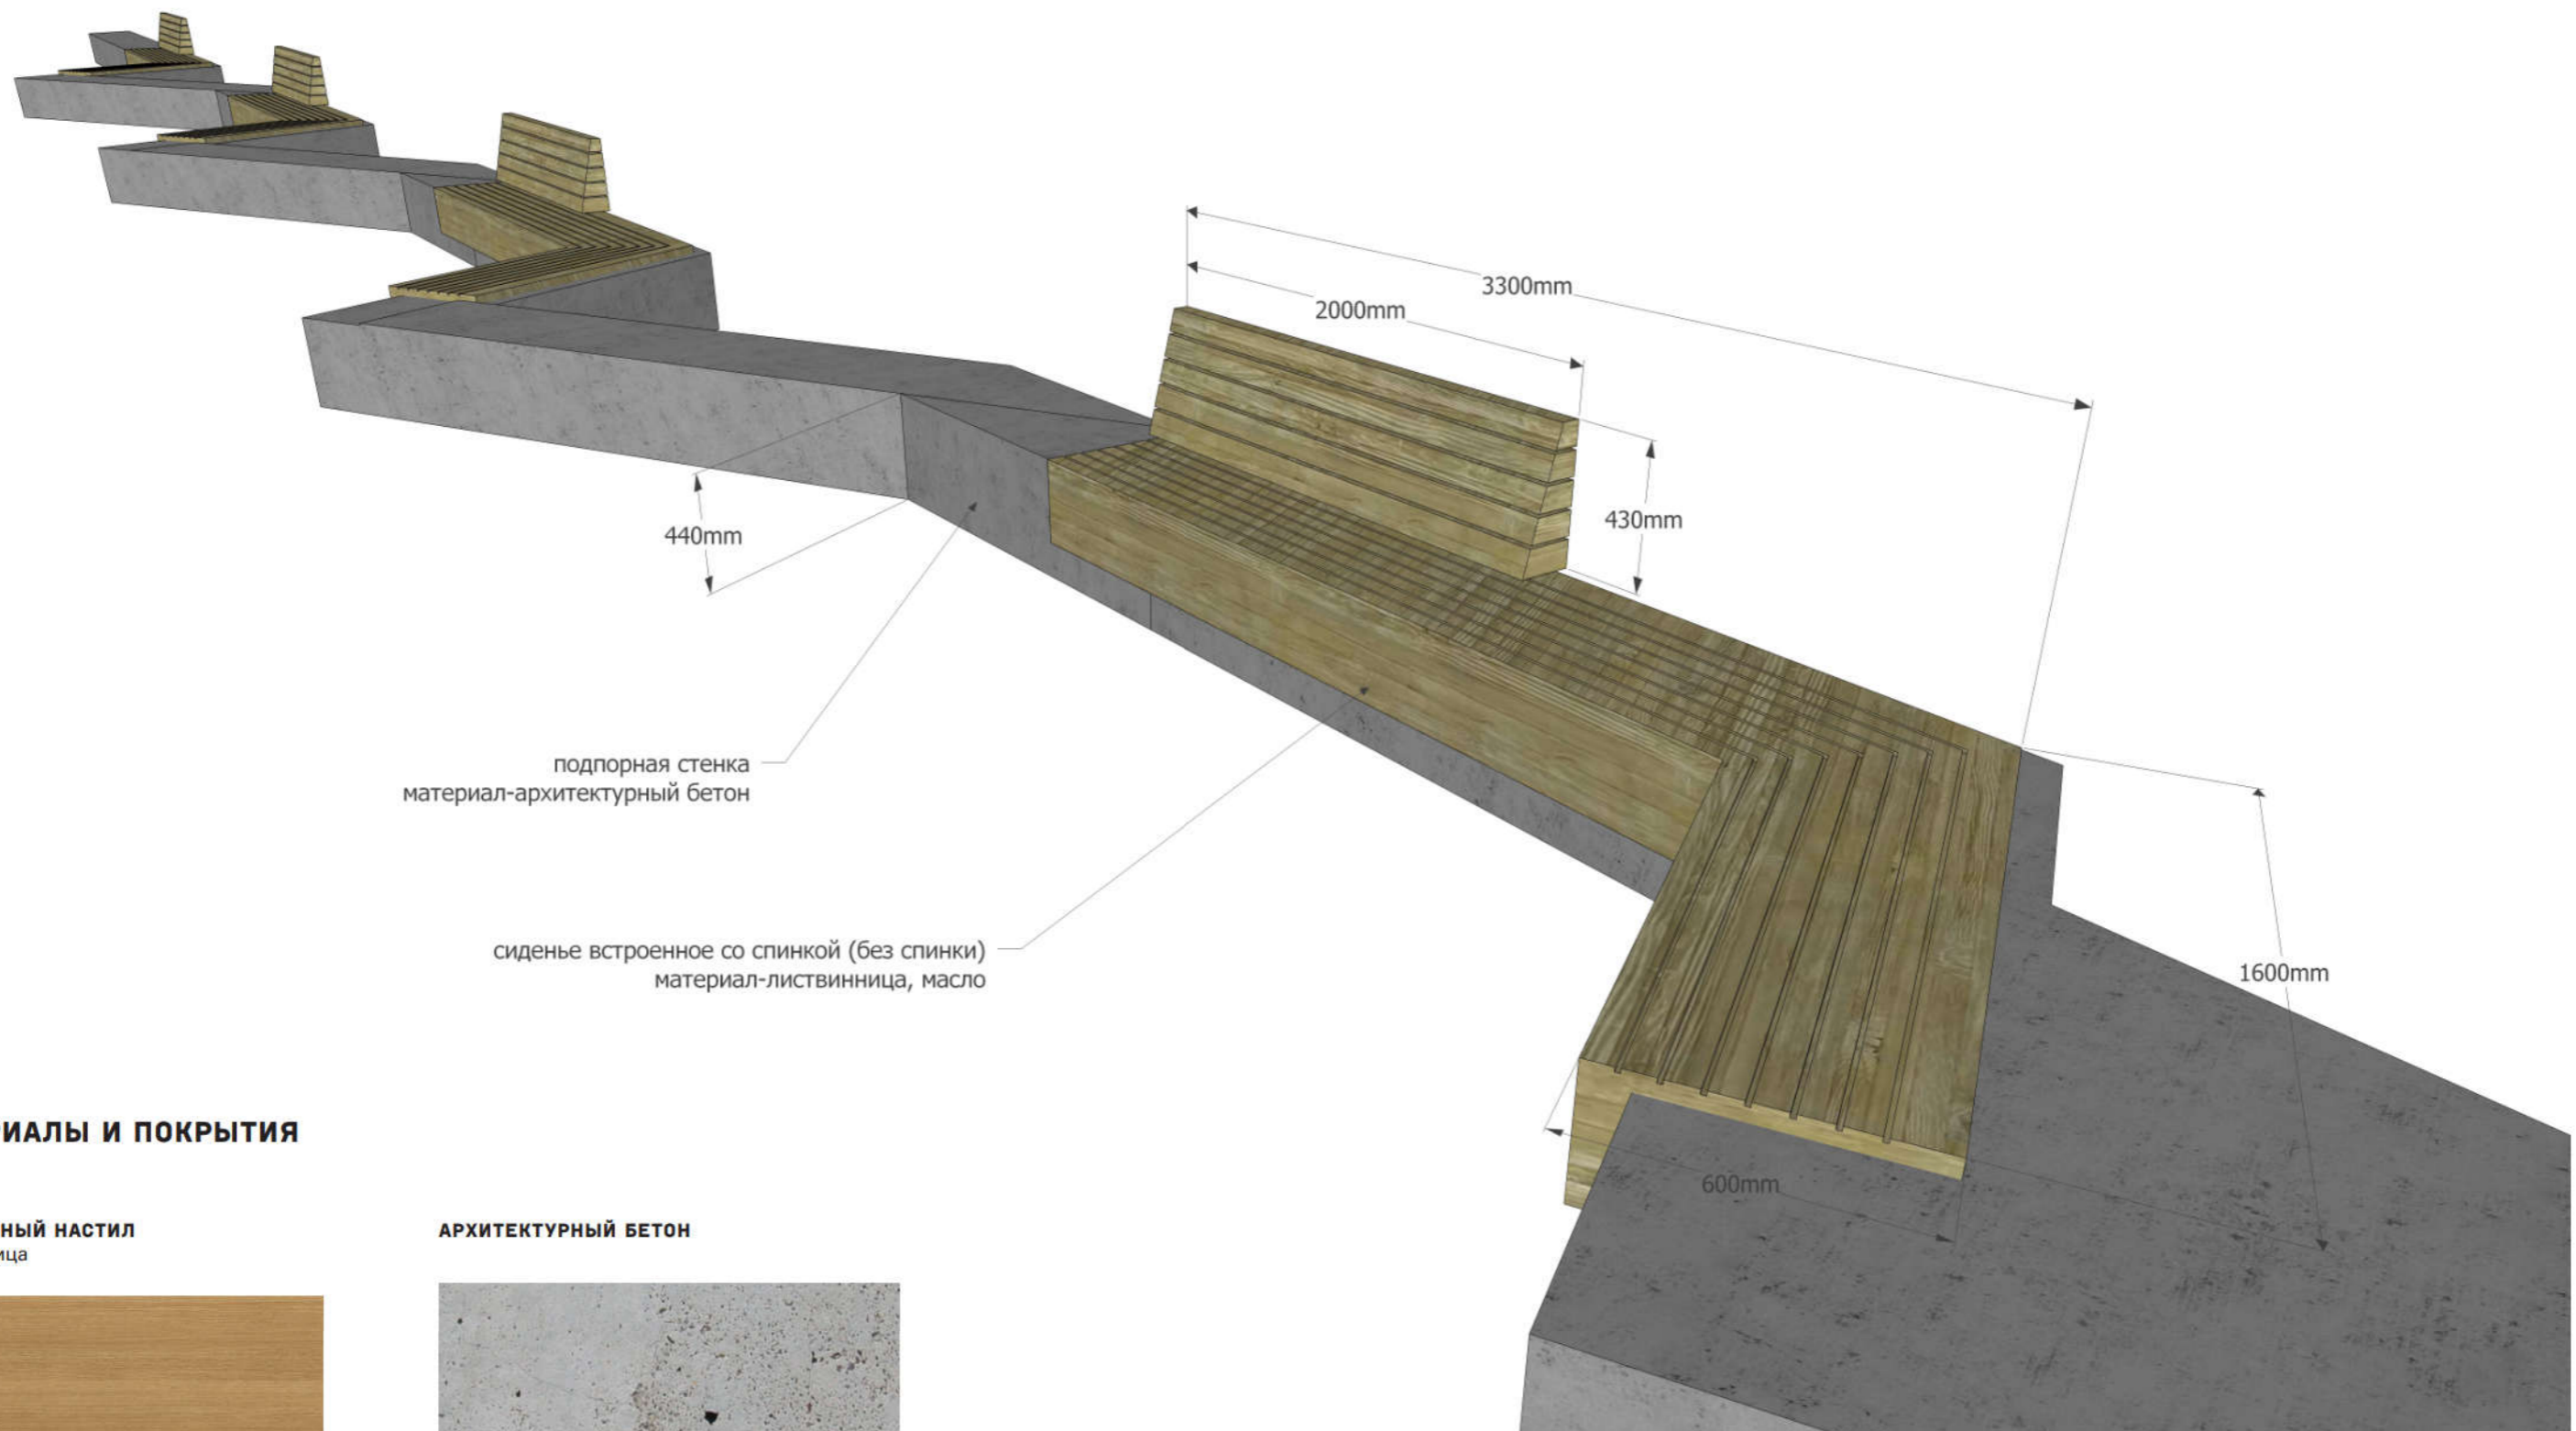 3300mm
2000mm
430mm
440mm
подпорная стенка
материал-архитектурный бетон
сиденье встроенное со спинкой (без спинки)
материал-лиственница, масло
1600mm
600mm
ИАЛЫ И ПОКРЫТИЯ
НЫЙ НАСТИЛ
ица
АРХИТЕКТУРНЫЙ БЕТОН